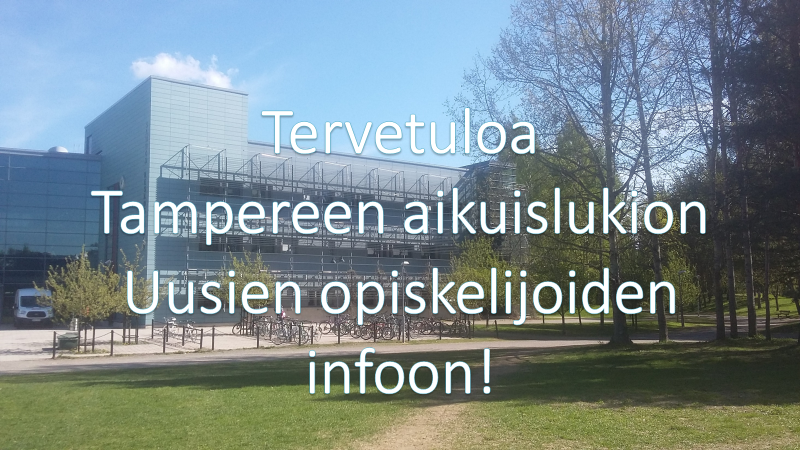 Tervetuloa
Tampereen aikuislukion
Uusien opiskelijoiden
infoon!